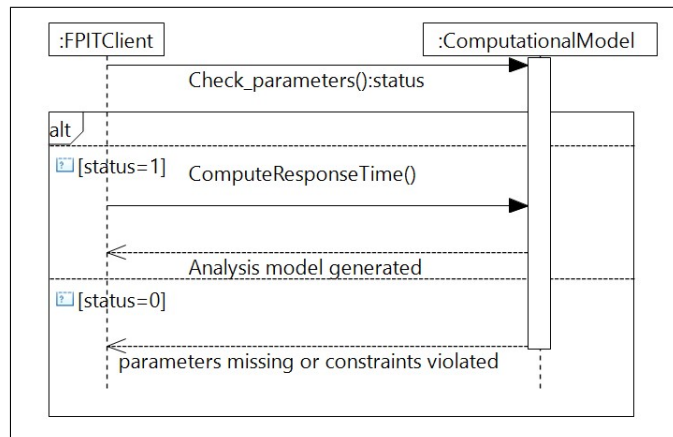 :FPITClient
:ComputationalModel
Check_parameters():status
alt
[status=1]
ComputeResponseTime()
Analysis model generated
[status=0]
parameters missing or constraints violated